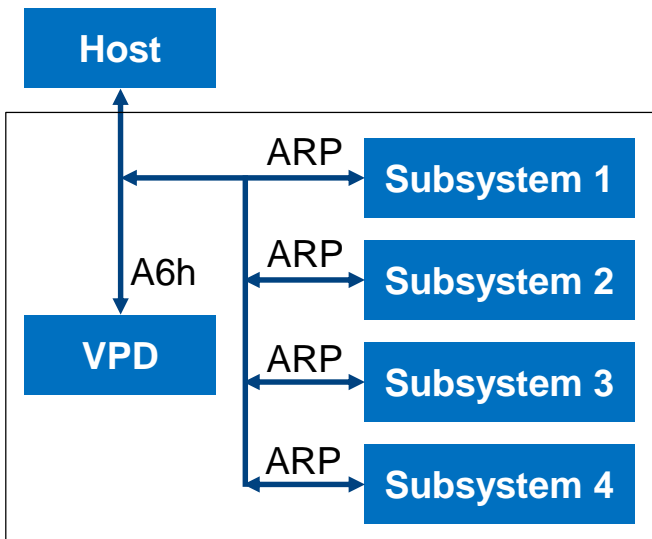 Host
ARP
Subsystem 1
ARP
Subsystem 2
A6h
VPD
ARP
Subsystem 3
ARP
Subsystem 4